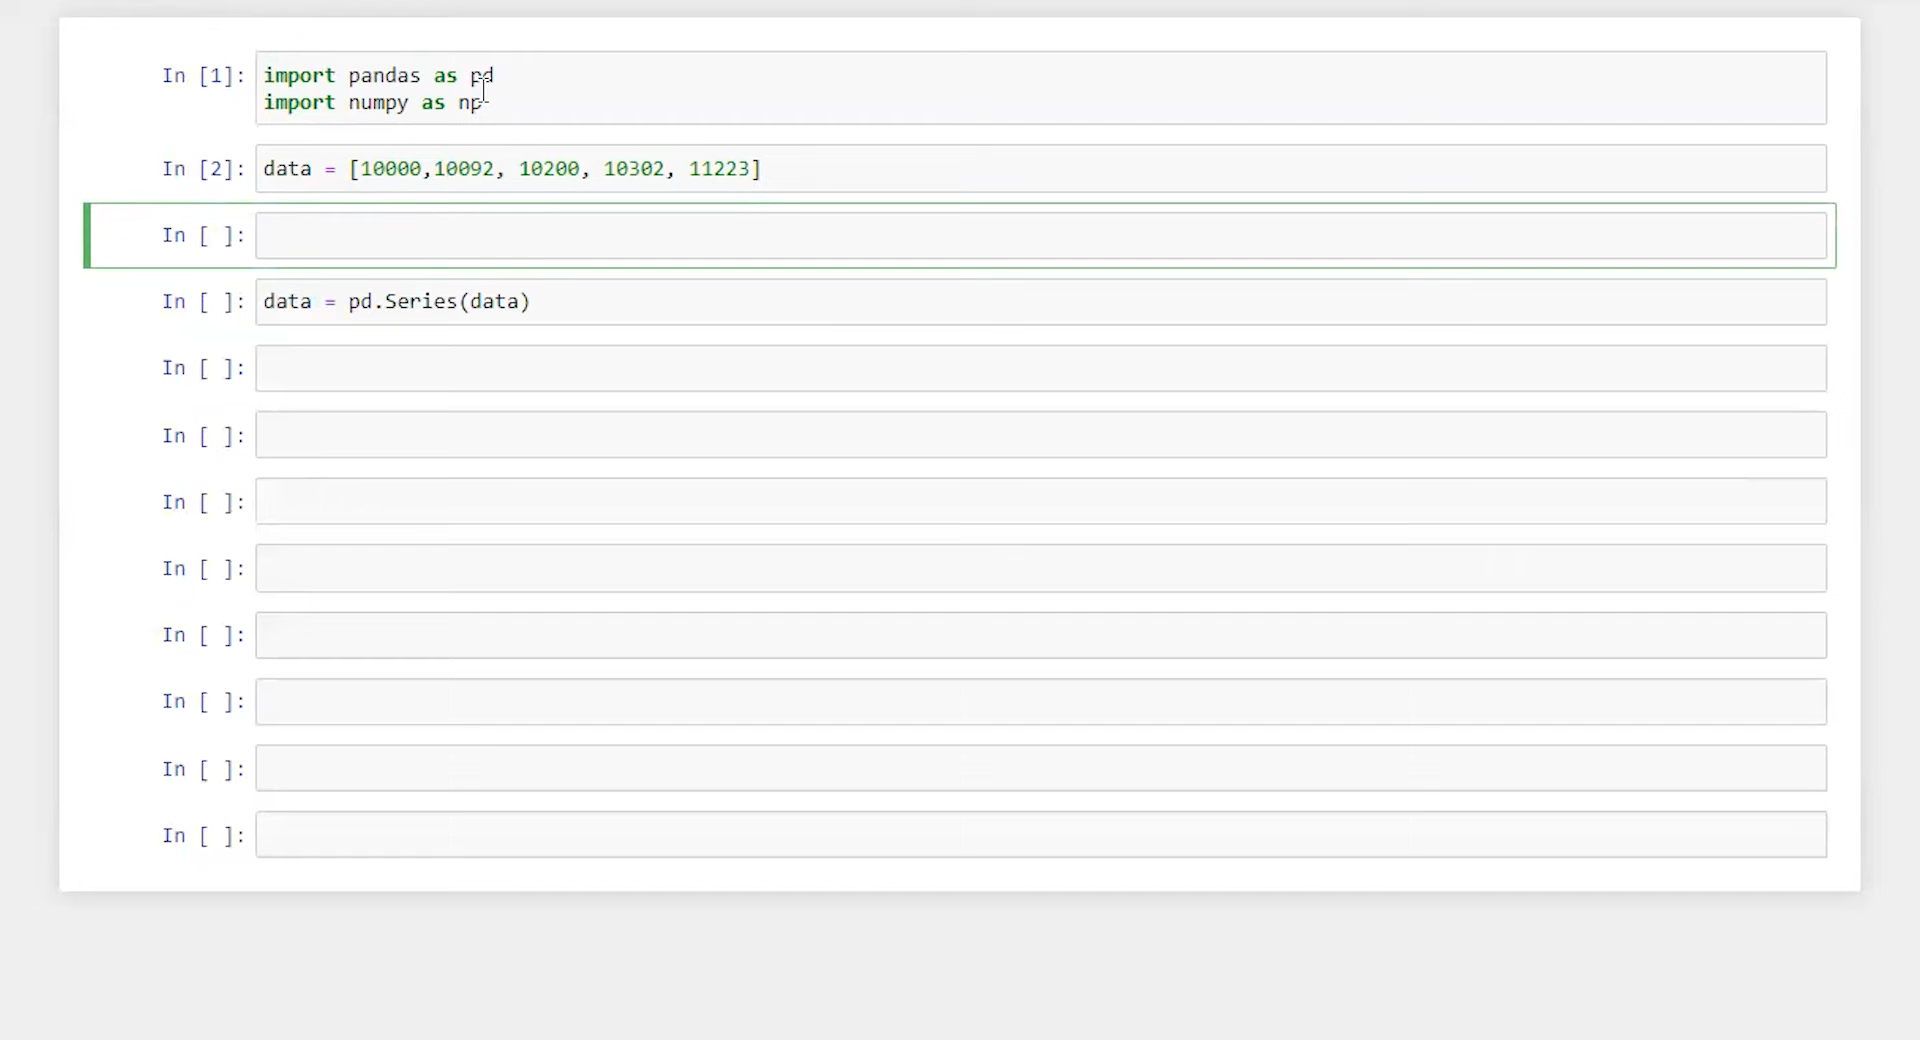 In [1]: import pandas as pd
import numpy as np
In [2]: data = [10000,10092, 10200, 10302, 11223]
In [ ]:
In [ ]: data = pd.Series(data)
In [ ]:
In [ ]:
In [ ]:
In [ ]:
In [ ]:
In [ ]:
In [ ]:
In [ ]: